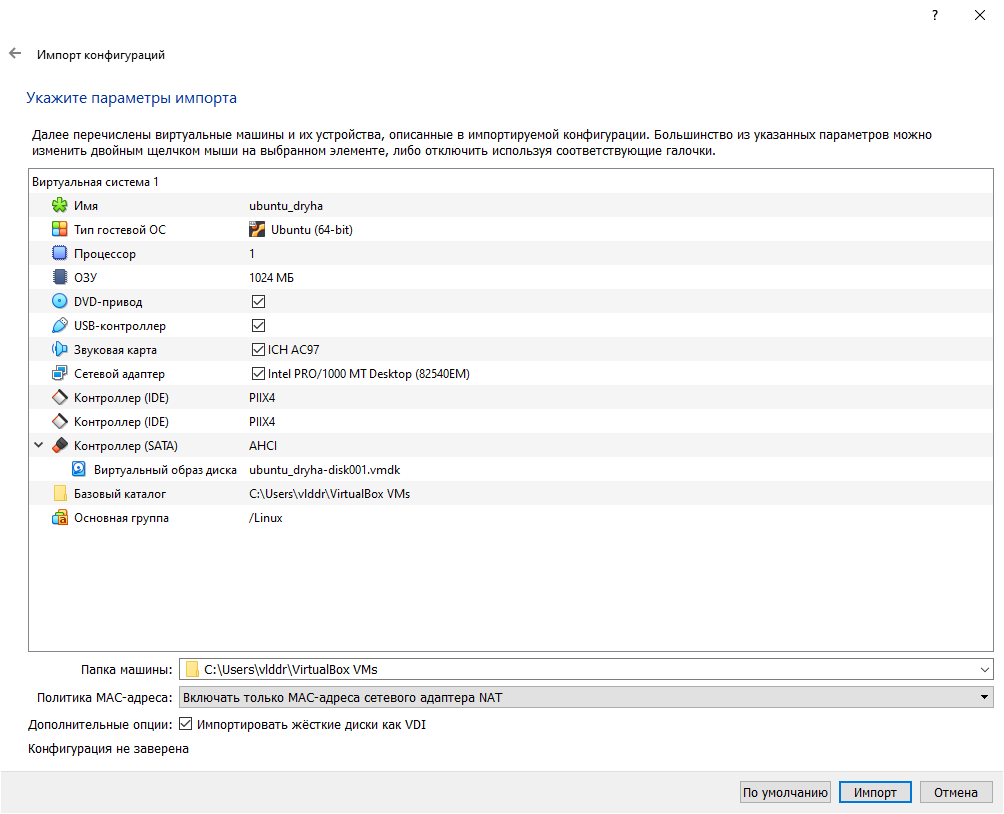 ?
Импорт конфигураций
Укажите параметры импорта
Далее перечислены виртуальные машины и их устройства, описанные в импортируемой конфигурации. Большинство из указанных параметров можно
изменить двойным щелчком мыши на выбранном элементе, либо отключить используя соответствующие галочки.
Виртуальная система 1
Имя ubuntu_dryha
Тип гостевой ОС Ubuntu (64-bit)
Процессор 1
ОЗУ 1024 МБ
DVD-привод
USB-контроллер
Звуковая карта ICH AC97
Сетевой адаптер Intel PRO/1000 MT Desktop (82540EM)
Контроллер (IDE) PIIX4
Контроллер (IDE) PIIX4
Контроллер (SATA) AHCI
Виртуальный образ диска ubuntu_dryha-disk001.vmdk
Базовый каталог C:\Users\vlddr\VirtualBox VMs
Основная группа /Linux
Папка машины: C:\Users\vlddr\VirtualBox VMs
Политика MAC-адреса: Включать только MAC-адреса сетевого адаптера NAT
Дополнительные опции: Импортировать жёсткие диски как VDI
Конфигурация не заверена
По умолчанию Импорт Отмена